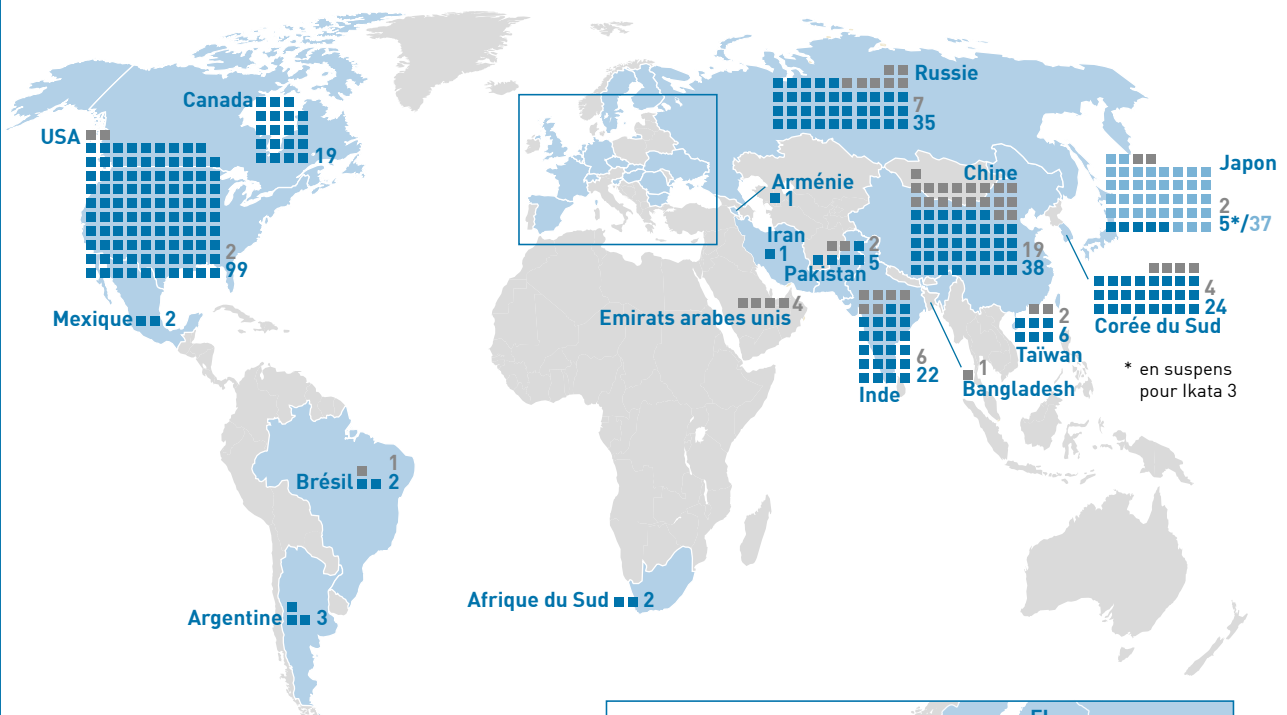 Canada
19
USA
2
99
Mexique 2
Brésil
1
2
Argentine 3
Afrique du Sud 2
Emirats arabes unis
4
Russie
7
35
Arménie
1
Iran
1
Pakistan
2
5
Chine
19
38
Japon
2
5*/37
4
24
Corée du Sud
2
6
Taïwan
6
22
Inde
1
Bangladesh
* en suspens
pour Ikata 3